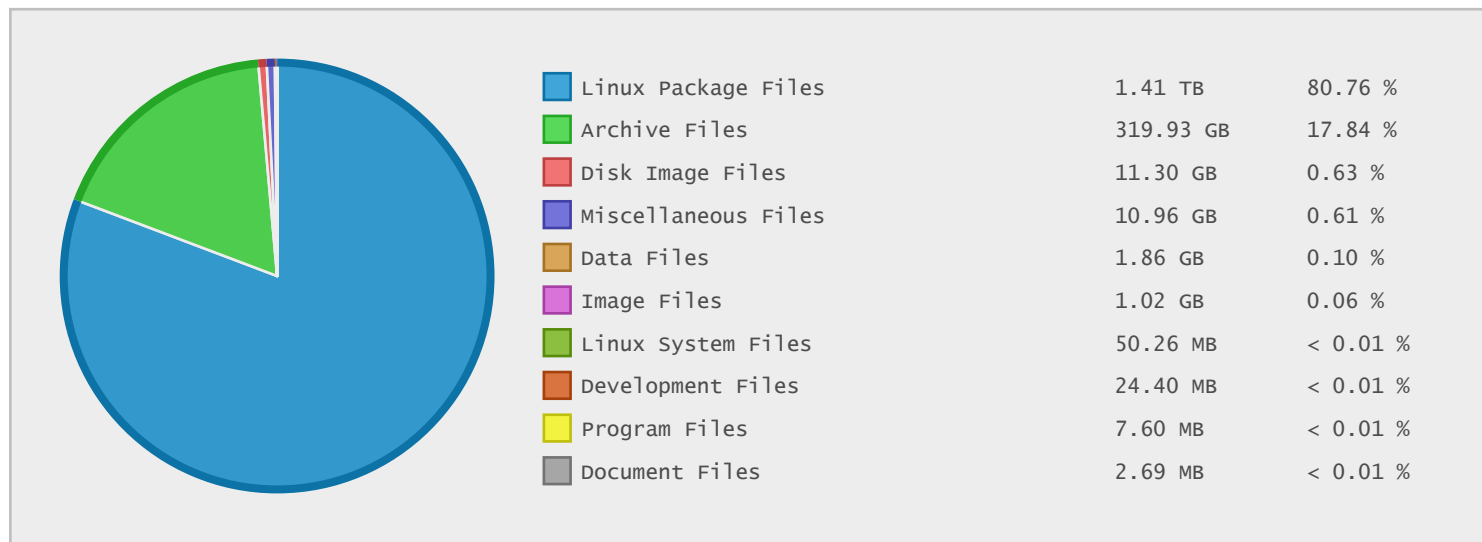 Linux Package Files 1.41 TB 80.76 %
Archive Files 319.93 GB 17.84 %
Disk Image Files 11.30 GB 0.63 %
Miscellaneous Files 10.96 GB 0.61 %
Data Files 1.86 GB 0.10 %
Image Files 1.02 GB 0.06 %
Linux System Files 50.26 MB < 0.01 %
Development Files 24.40 MB < 0.01 %
Program Files 7.60 MB < 0.01 %
Document Files 2.69 MB < 0.01 %